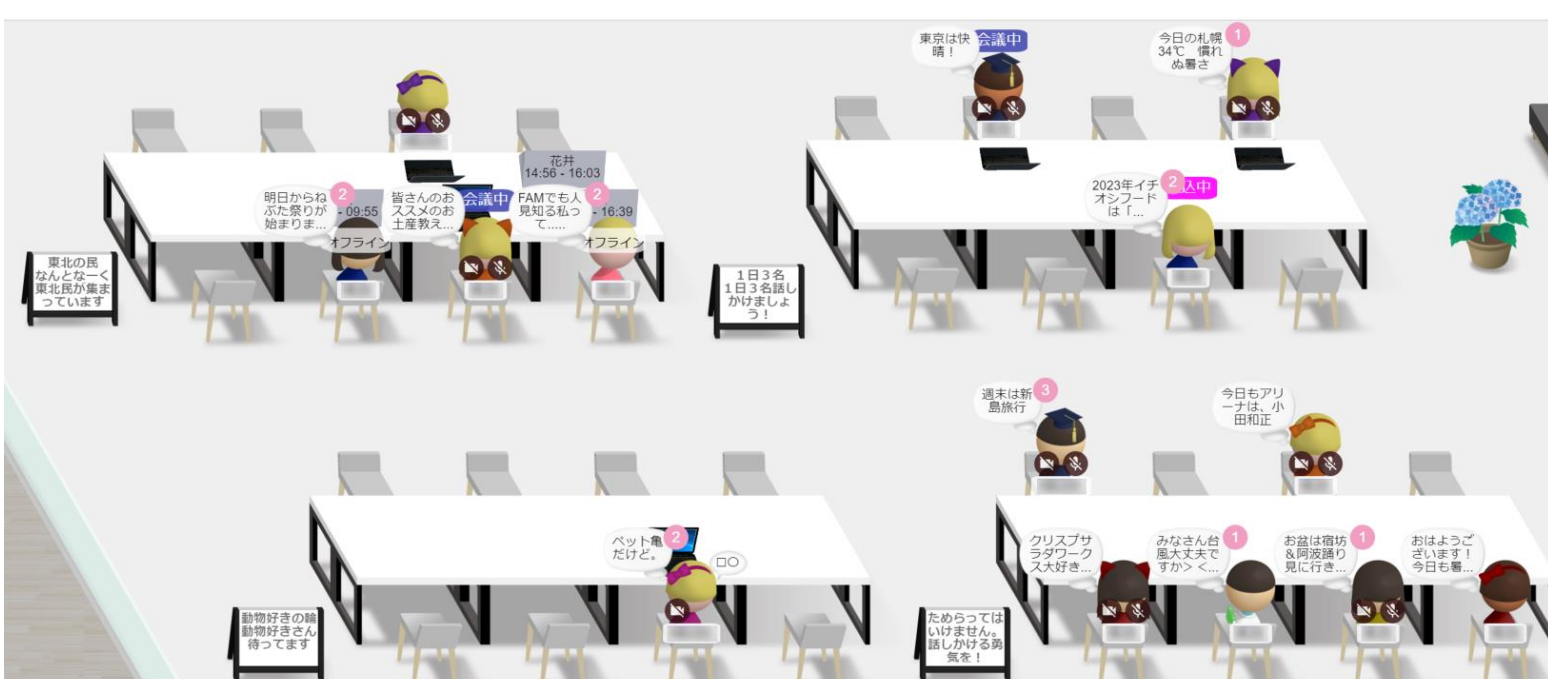 東京は快
晴！
会議中
今日の札幌
34℃ 慣れ
ぬ暑さ
1
花井
14:56 - 16:03
明日からね
ぶた祭りが
始まりま...
2
- 09:55
オフライン
皆さんのお
ススメのお
土産教え...
会議中
FAMでも人
見知る私っ
て.....
2
- 16:39
オフライン
2023年イチ
オシフード
は「...
2
込中
東北の民
なんとなーく
東北民が集ま
っています
1日3名
1日3名話し
かけましょ
う！
週末は新
島旅行
3
今日もアリ
ーナは、小
田和正
ペット亀
だけど。
2
□○
クリスプサ
ラダワーク
ス大好き...
みなさん台
風大丈夫で
すか＞＜...
1
お盆は宿坊
＆阿波踊り
見に行き...
1
おはようご
ざいます！
今日も暑...
動物好きの輪
動物好きさん
待ってます
ためらっては
いけません。
話しかける勇
気を！